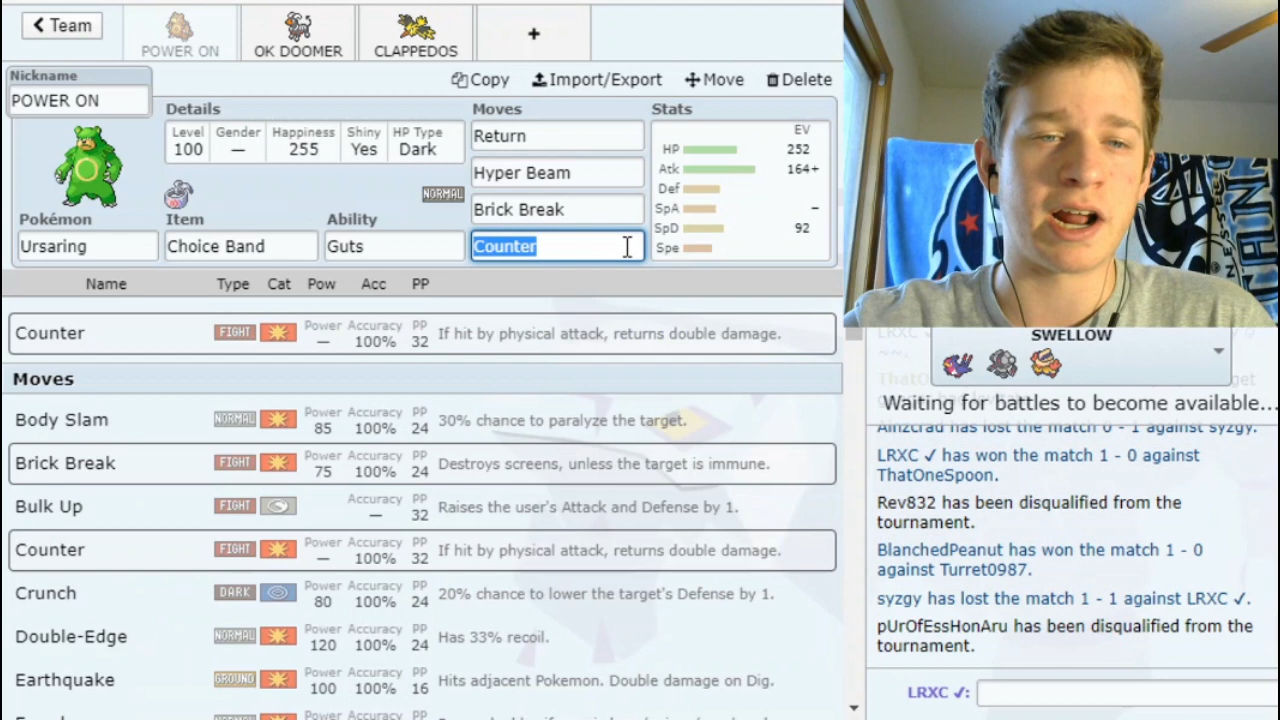 Team
POWER ON
OK DOOMER
CLAPPEDOS
+
Nickname
POWER ON
Copy Import/Export Move Delete
Details
Level Gender Happiness Shiny HP Type
188 — 255 Yes Dark
NORMAL
Pokémon Item Ability
Ursaring Choice Band Guts
Moves
Return
Hyper Beam
Brick Break
Counter
Stats
EV
HP 252
Atk 164+
Def
SpA –
SpD 92
Spe
Name Type Cat Pow Acc PP
Counter FIGHT Power — Accuracy 100% PP 32 If hit by physical attack, returns double damage.
Moves
Body Slam NORMAL Power 85 Accuracy 100% PP 24 30% chance to paralyze the target.
Brick Break FIGHT Power 75 Accuracy 100% PP 24 Destroys screens, unless the target is immune.
Bulk Up FIGHT Accuracy — PP 32 Raises the user's Attack and Defense by 1.
Counter FIGHT Power — Accuracy 100% PP 32 If hit by physical attack, returns double damage.
Crunch DARK Power 80 Accuracy 100% PP 24 20% chance to lower the target's Defense by 1.
Double-Edge NORMAL Power 120 Accuracy 100% PP 24 Has 33% recoil.
Earthquake GROUND Power 100 Accuracy 100% PP 16 Hits adjacent Pokemon. Double damage on Dig.
SWELLOW
Waiting for battles to become available...
has lost the match 0 - 1 against syzgy.
LRXC ✓ has won the match 1 - 0 against
ThatOneSpoon.
Rev832 has been disqualified from the
tournament.
BlanchedPeanut has won the match 1 - 0
against Turret0987.
syzgy has lost the match 1 - 1 against LRXC ✓.
pUrOfEssHonAru has been disqualified from the
tournament.
LRXC ✓: